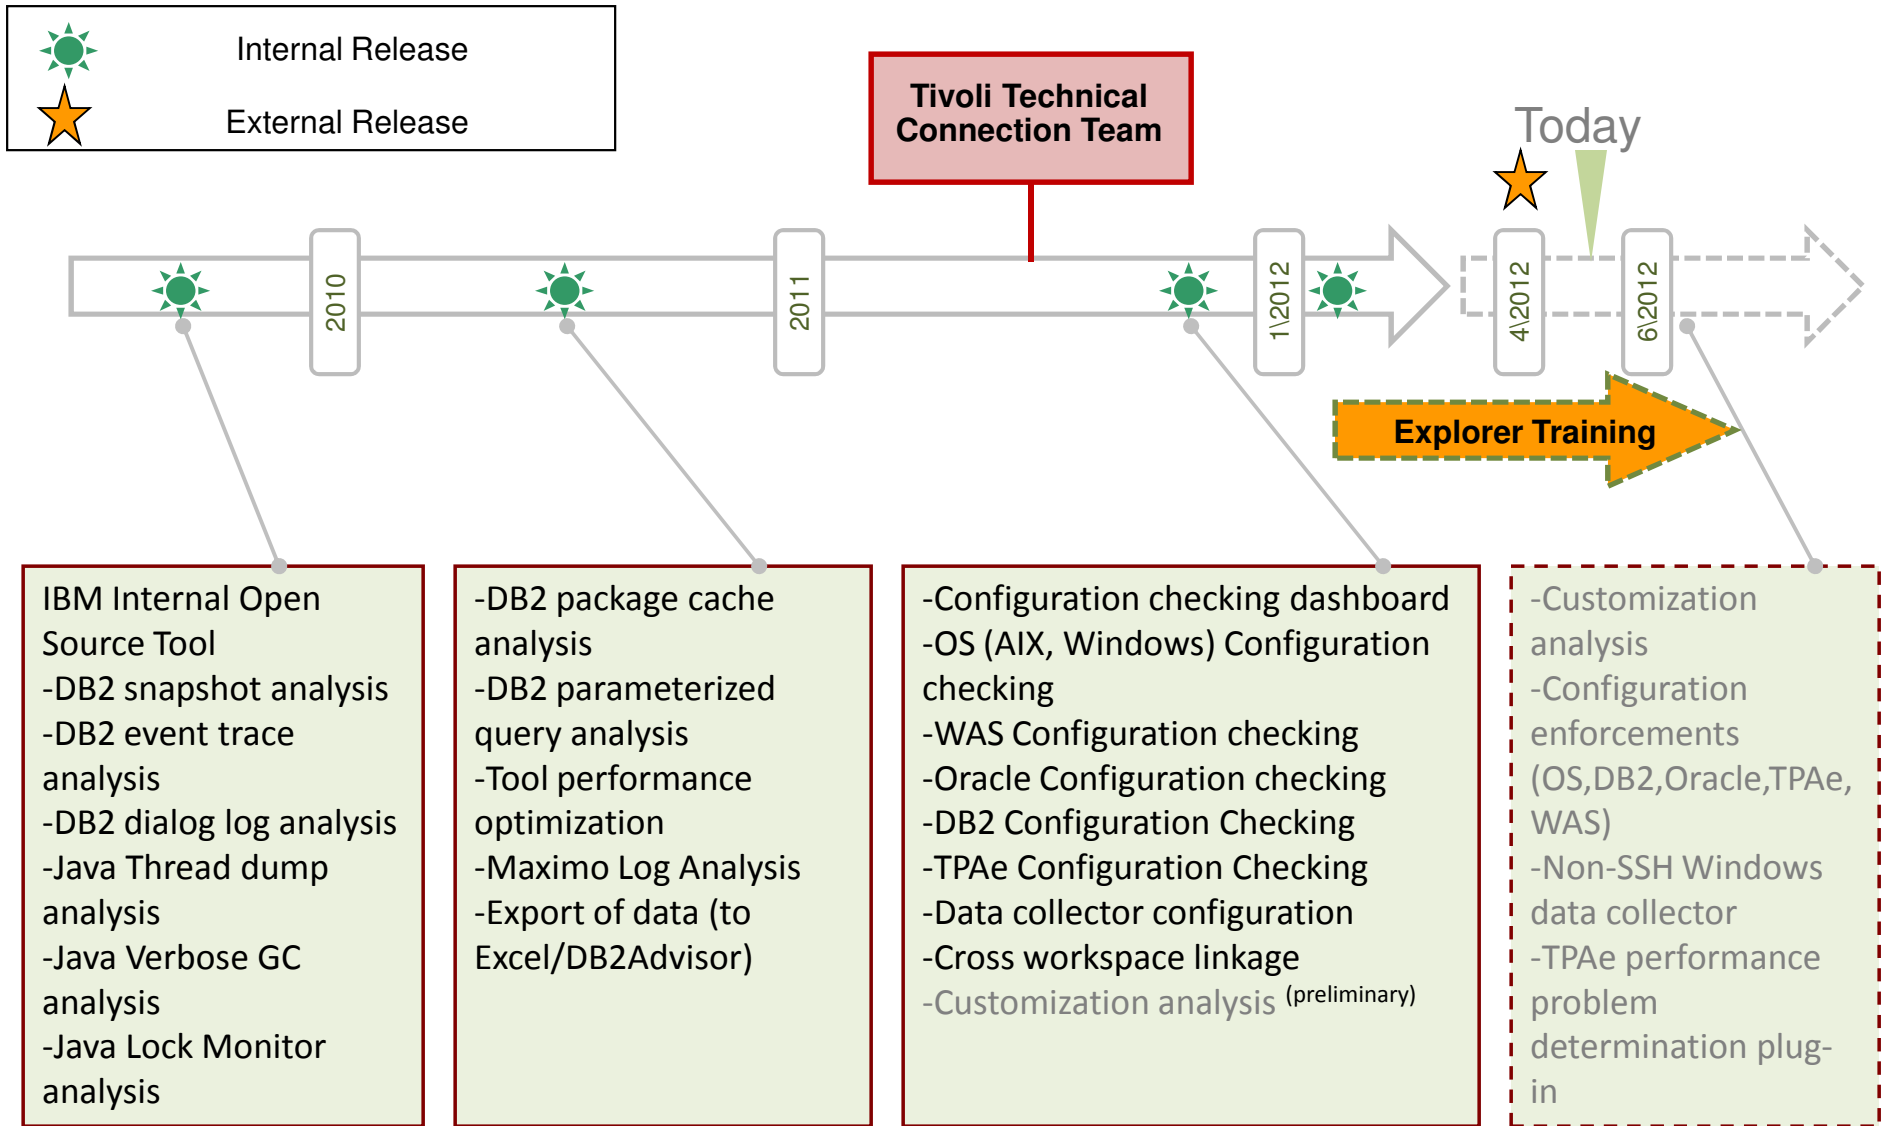 Internal Release
External Release
Tivoli Technical
Connection Team
Today
2010
2011
1\2012
4\2012
6\2012
Explorer Training
IBM Internal Open
Source Tool
-DB2 snapshot analysis
-DB2 event trace
analysis
-DB2 dialog log analysis
-Java Thread dump
analysis
-Java Verbose GC
analysis
-Java Lock Monitor
analysis
-DB2 package cache
analysis
-DB2 parameterized
query analysis
-Tool performance
optimization
-Maximo Log Analysis
-Export of data (to
Excel/DB2Advisor)
-Configuration checking dashboard
-OS (AIX, Windows) Configuration
checking
-WAS Configuration checking
-Oracle Configuration checking
-DB2 Configuration Checking
-TPAe Configuration Checking
-Data collector configuration
-Cross workspace linkage
-Customization analysis (preliminary)
-Customization
analysis
-Configuration
enforcements
(OS,DB2,Oracle,TPAe,
WAS)
-Non-SSH Windows
data collector
-TPAe performance
problem
determination plug-
in